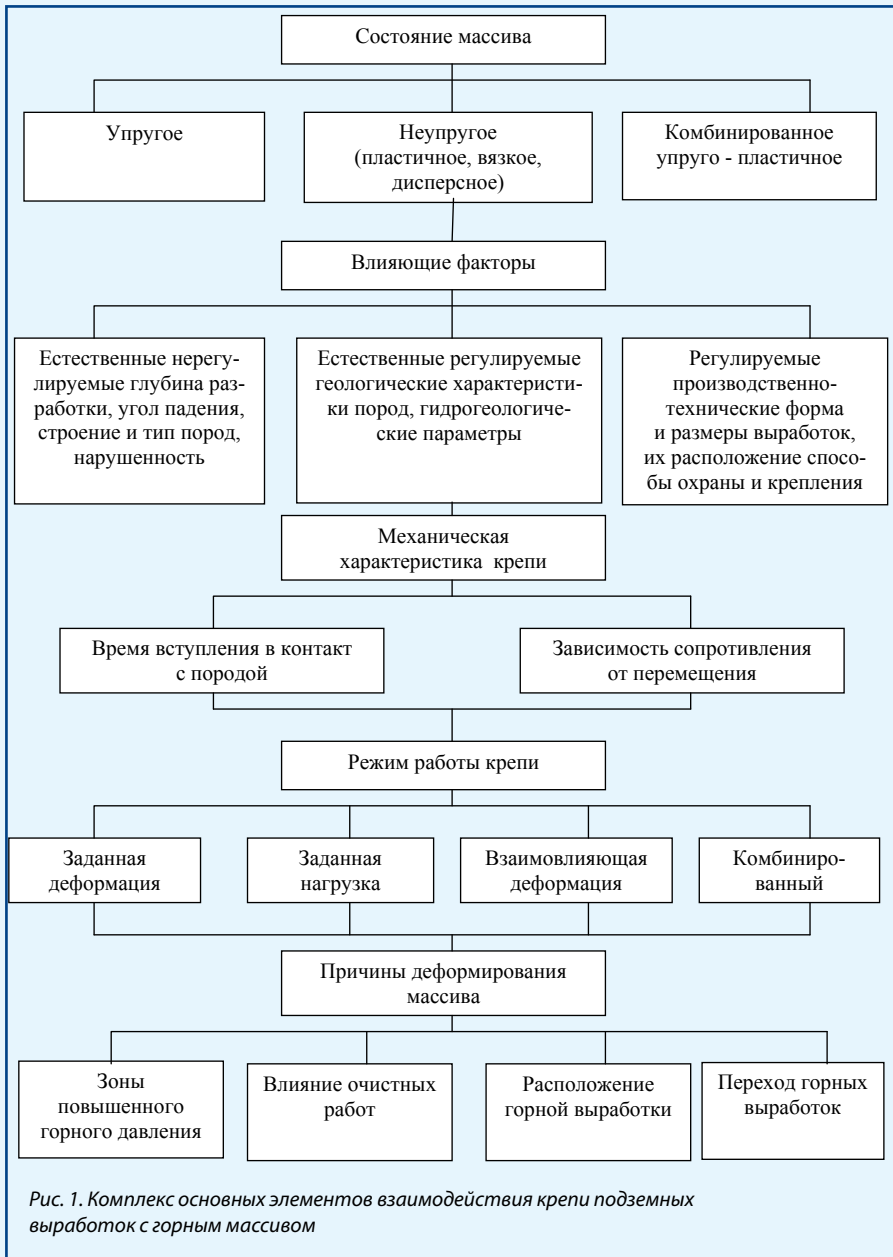 Состояние массива
Упругое
Неупругое
(пластичное, вязкое,
дисперсное)
Комбинированное
упруго - пластичное
Влияющие факторы
Естественные нерегу-
лируемые глубина раз-
работки, угол падения,
строение и тип пород,
нарушенность
Естественные регулируемые
геологические характеристи-
ки пород, гидрогеологиче-
ские параметры
Регулируемые
производственно-
технические форма
и размеры выработок,
их расположение спосо-
бы охраны и крепления
Механическая
характеристика крепи
Время вступления в контакт
с породой
Зависимость сопротивления
от перемещения
Режим работы крепи
Заданная
деформация
Заданная
нагрузка
Взаимовлияющая
деформация
Комбиниро-
ванный
Причины деформирования
массива
Зоны
повышенного
горного давления
Влияние очистных
работ
Расположение
горной выработки
Переход горных
выработок
Рис. 1. Комплекс основных элементов взаимодействия крепи подземных
выработок с горным массивом